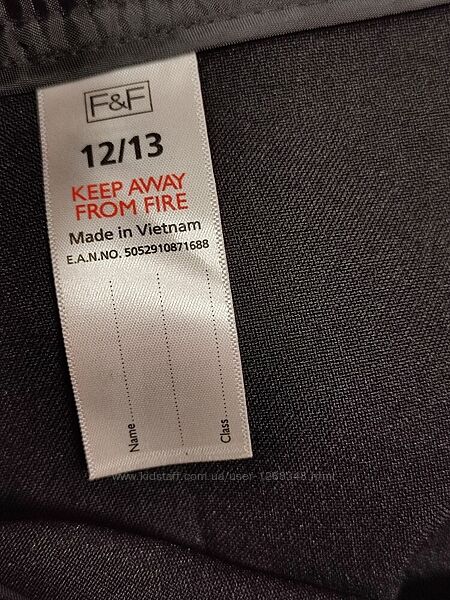 F&F
12/13
KEEP AWAY
FROM FIRE
Made in Vietnam
E.A.N.NO. 5052910871688
Name
Class
www.kidstaff.com.ua/user-1269348.html